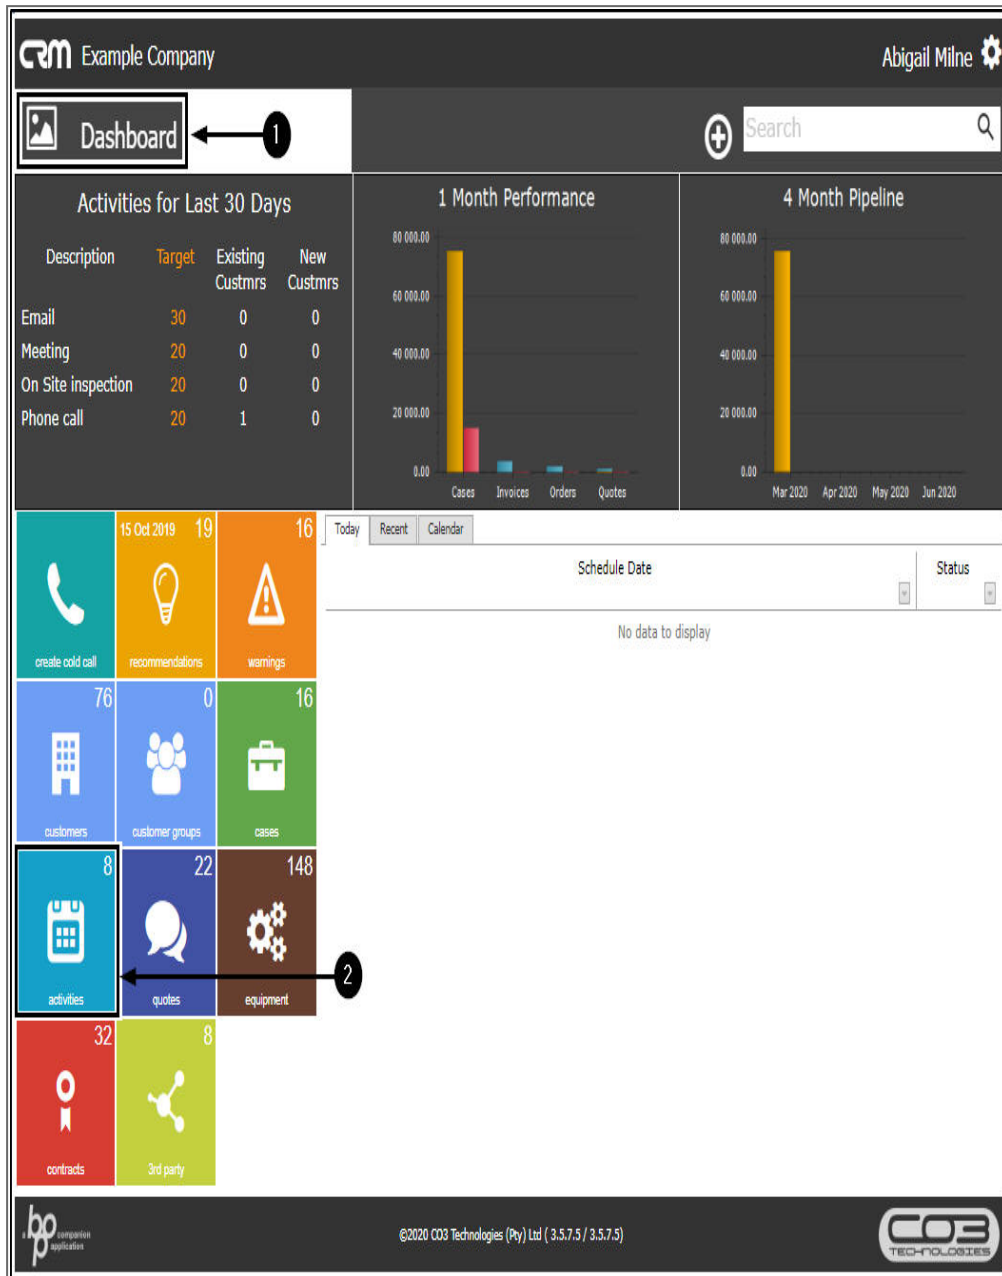 CRM Example Company
Abigail Milne
Dashboard
1
Search
Activities for Last 30 Days
Description Target Existing Custmrs New Custmrs
Email 30 0 0
Meeting 20 0 0
On Site inspection 20 0 0
Phone call 20 1 0
1 Month Performance
80 000.00
60 000.00
40 000.00
20 000.00
0.00
Cases Invoices Orders Quotes
4 Month Pipeline
80 000.00
60 000.00
40 000.00
20 000.00
0.00
Mar 2020 Apr 2020 May 2020 Jun 2020
create cold call
15 Oct 2019 19
recommendations
16
warnings
76
customers
0
customer groups
16
cases
8
activities
22
quotes
148
equipment
2
32
contracts
8
3rd party
Today Recent Calendar
Schedule Date Status
No data to display
a bp companion
application
©2020 CO3 Technologies (Pty) Ltd ( 3.5.7.5 / 3.5.7.5)
CO3
TECHNOLOGIES